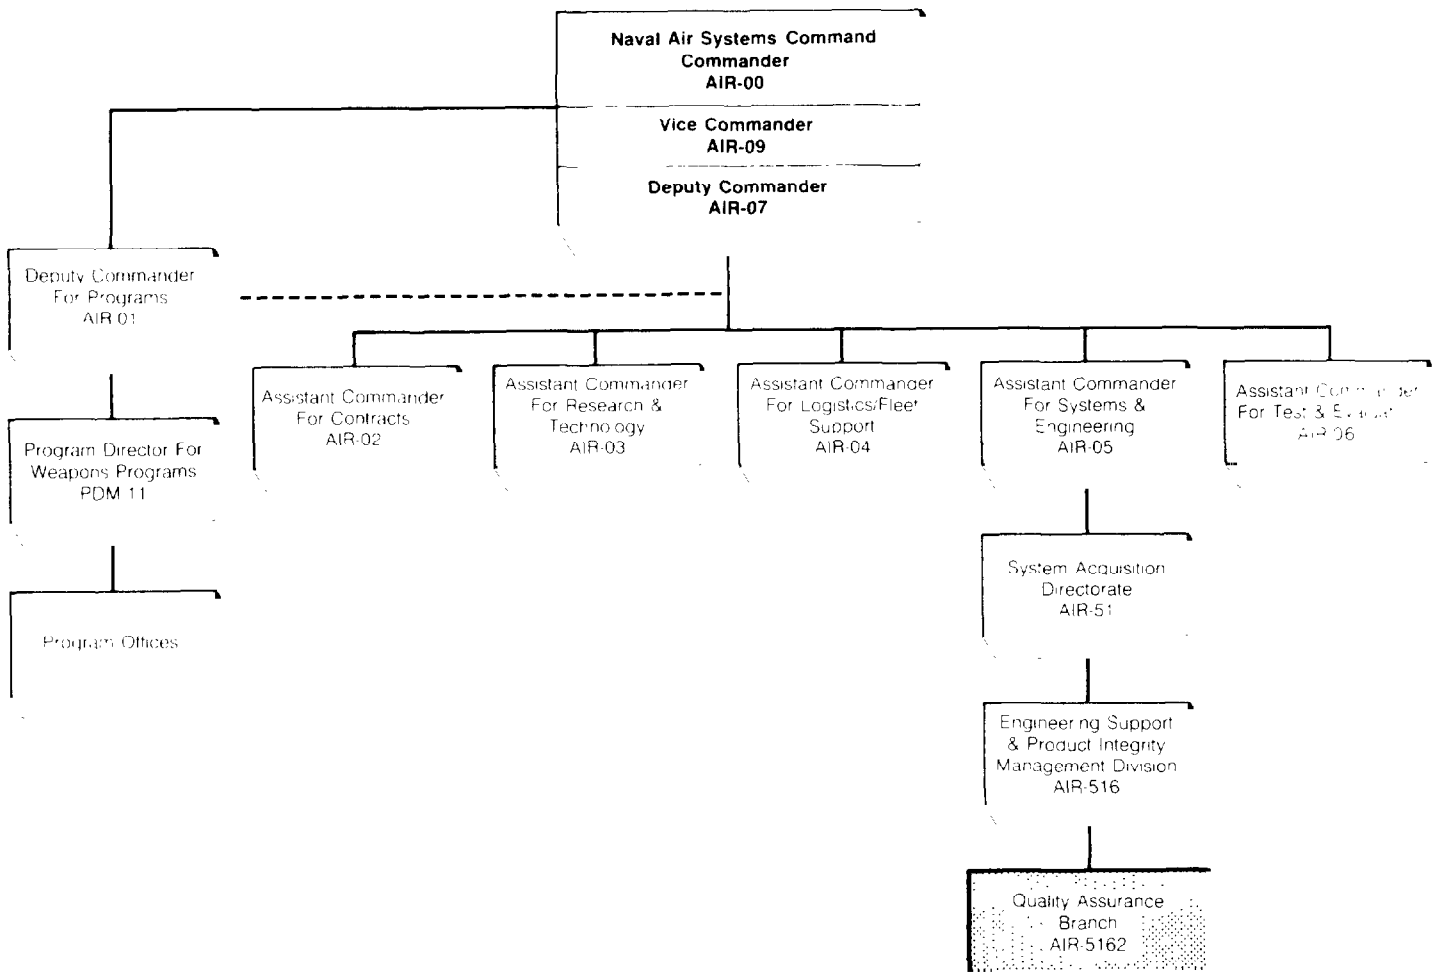 Naval Air Systems Command
Commander
AIR-00
Vice Commander
AIR-09
Deputy Commander
AIR-07
Deputy Commander
For Programs
AIR 01
Program Director For
Weapons Programs
PDM 11
Program Offices
Assistant Commander
For Contracts
AIR-02
Assistant Commander
For Research &
Technology
AIR-03
Assistant Commander
For Logistics/Fleet
Support
AIR-04
Assistant Commander
For Systems &
Engineering
AIR-05
Assistant Commander
For Test &
AIR 06
System Acquisition
Directorate
AIR-51
Engineering Support
& Product Integrity
Management Division
AIR-516
Quality Assurance
Branch
AIR-5162